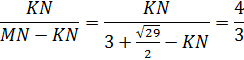 KN/(MN − KN) = KN/(3 + √29/2 − KN) = 4/3